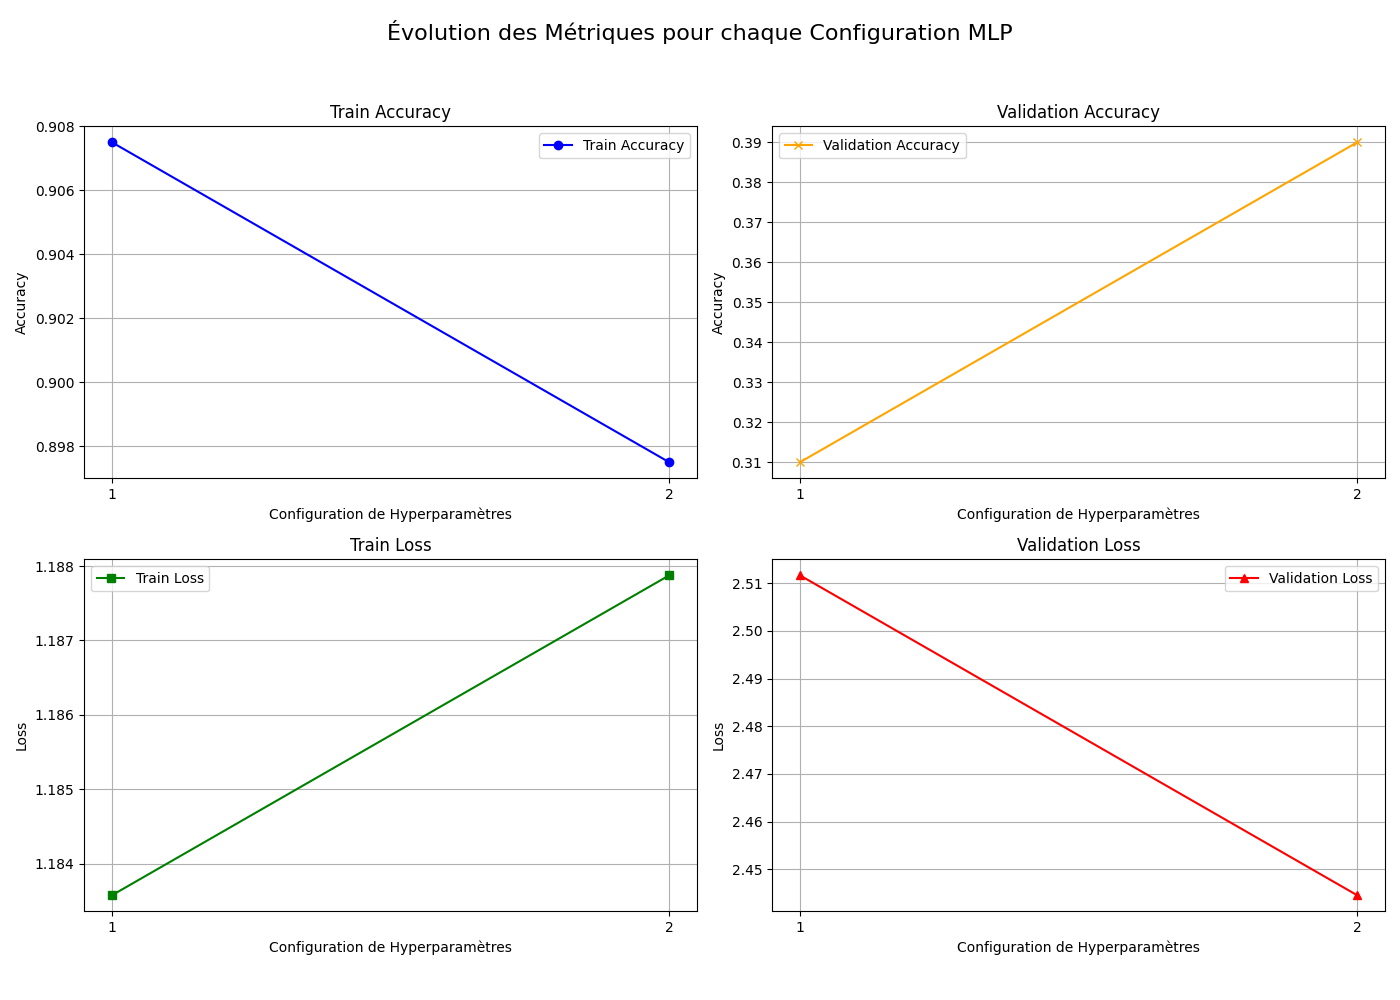 Évolution des Métriques pour chaque Configuration MLP
Train Accuracy
0.908
0.906
0.904
0.902
0.900
0.898
Accuracy
Train Accuracy
1
2
Configuration de Hyperparamètres
Validation Accuracy
0.39
0.38
0.37
0.36
0.35
0.34
0.33
0.32
0.31
Accuracy
Validation Accuracy
1
2
Configuration de Hyperparamètres
Train Loss
1.188
1.187
1.186
1.185
1.184
Loss
Train Loss
1
2
Configuration de Hyperparamètres
Validation Loss
2.51
2.50
2.49
2.48
2.47
2.46
2.45
Loss
Validation Loss
1
2
Configuration de Hyperparamètres